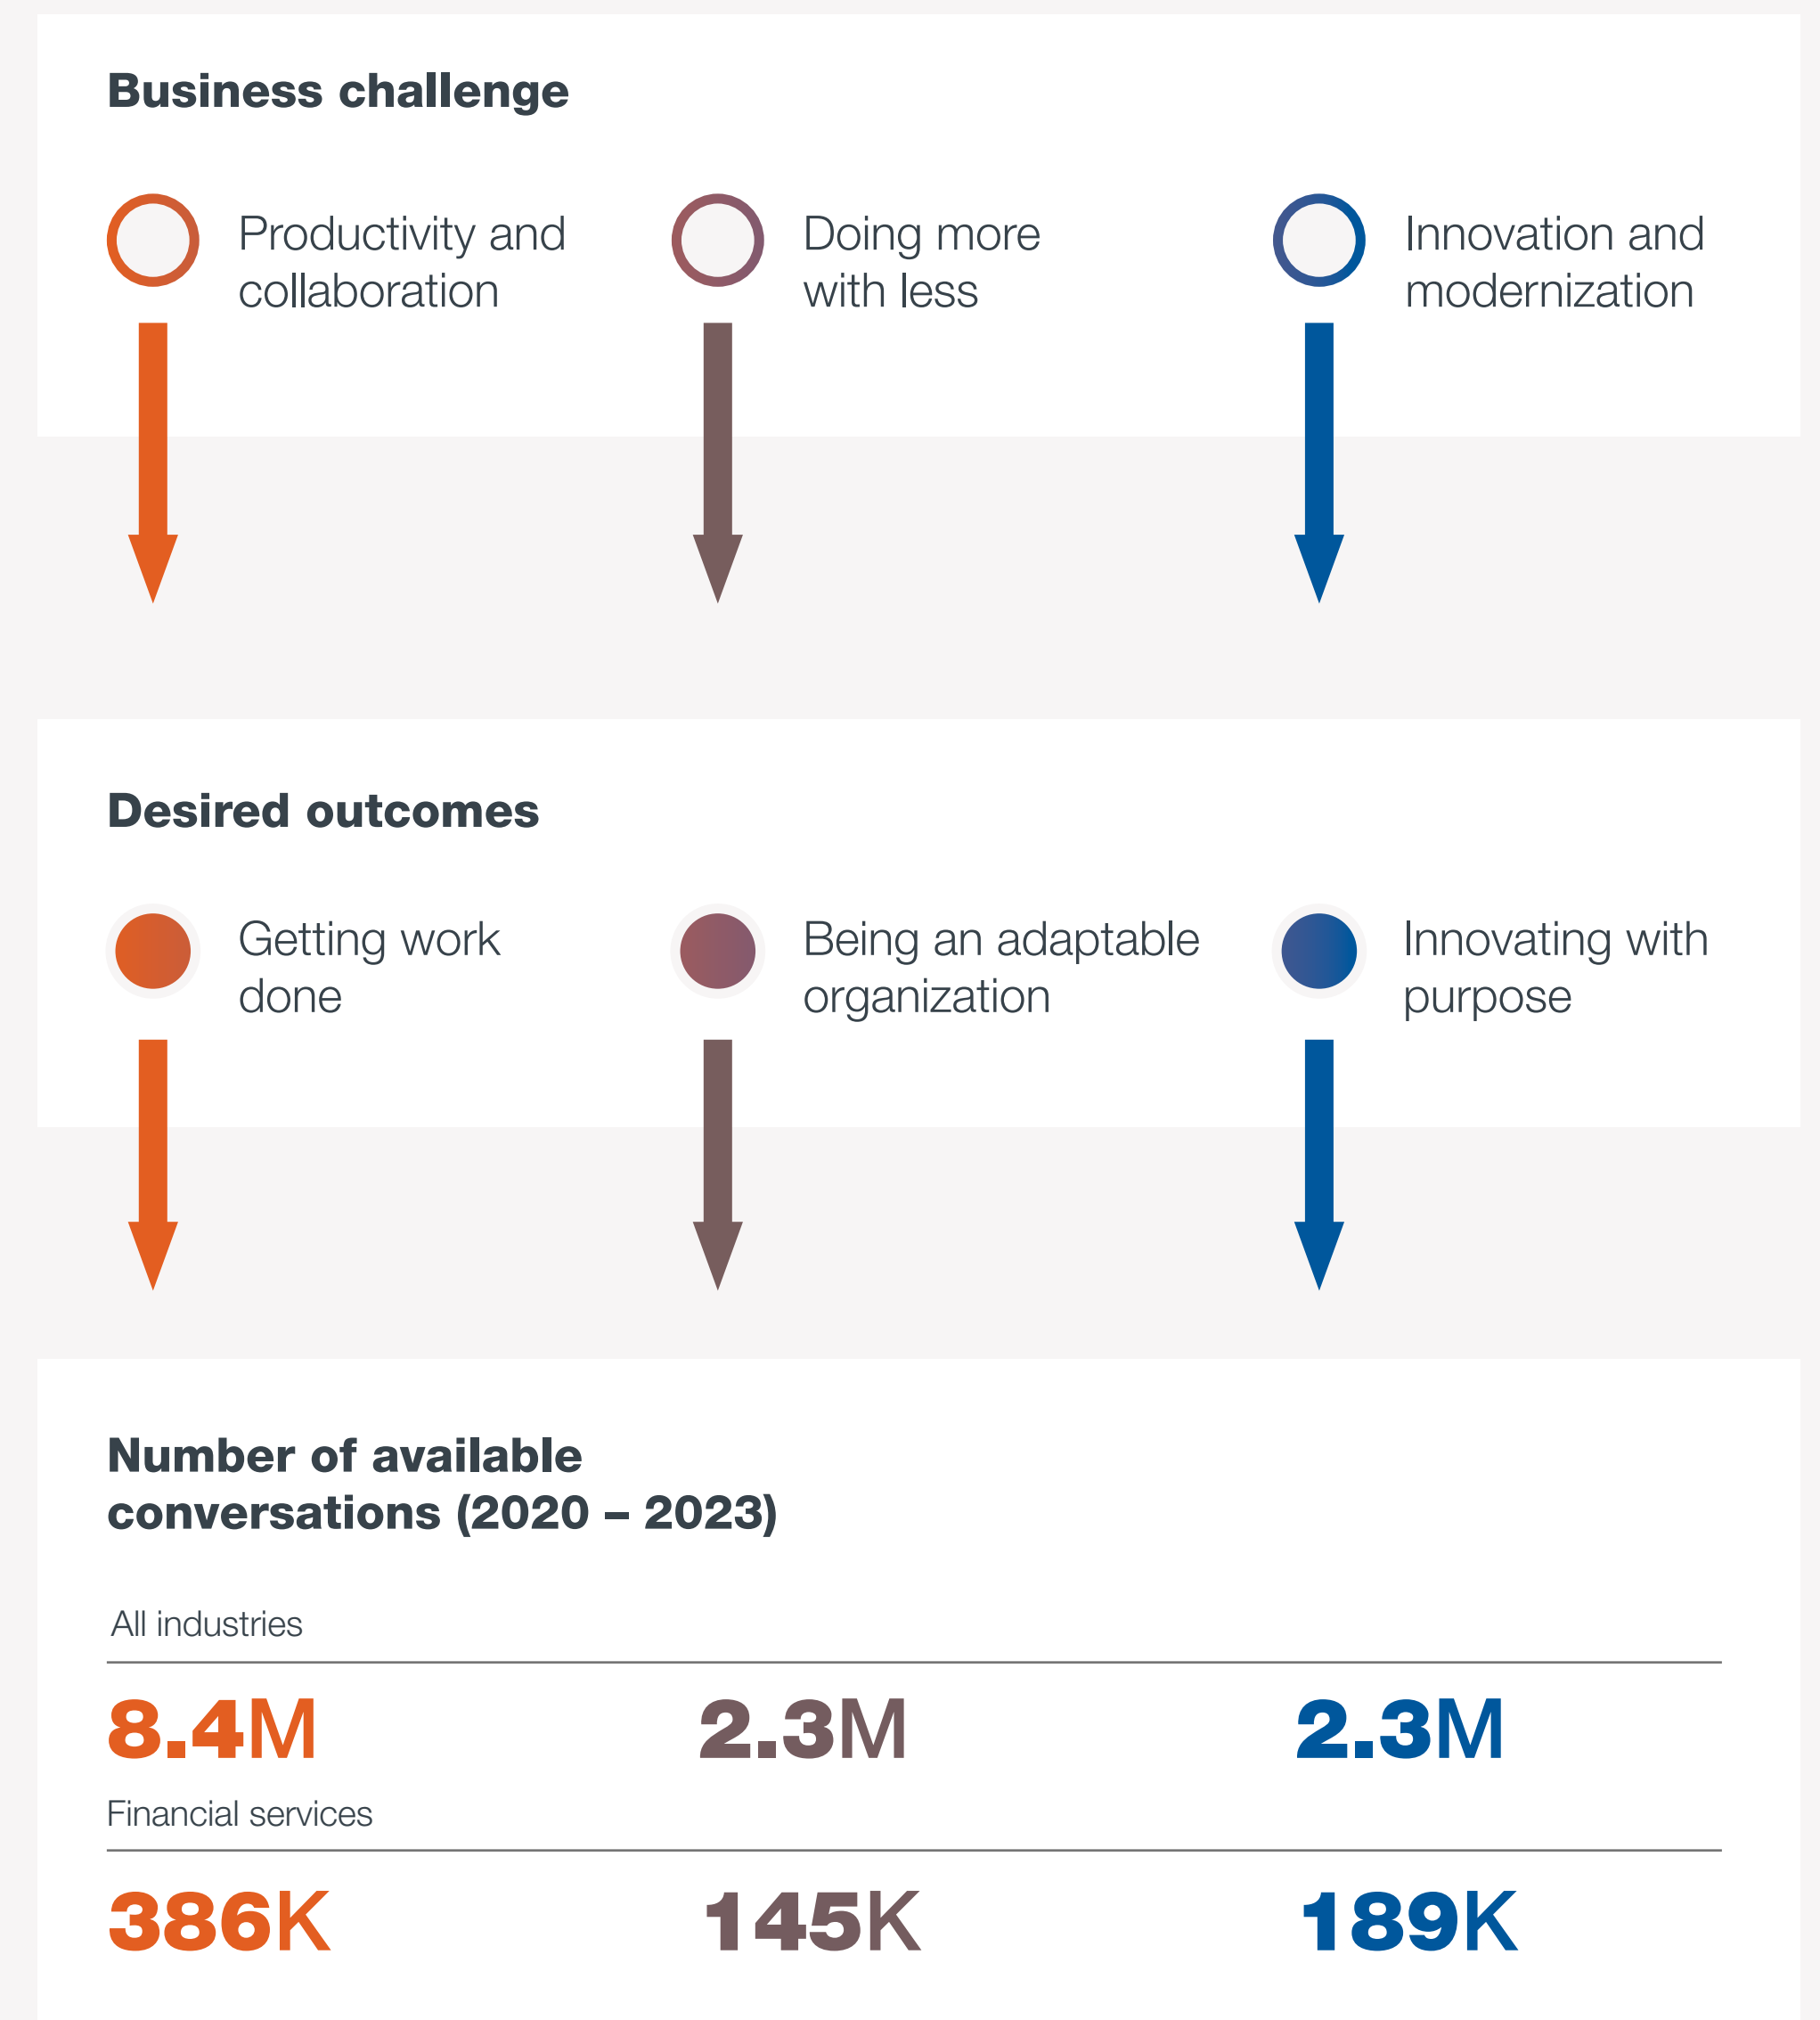 Business challenge
Productivity and
collaboration
Doing more
with less
Innovation and
modernization
Desired outcomes
Getting work
done
Being an adaptable
organization
Innovating with
purpose
Number of available
conversations (2020 – 2023)
All industries
8.4M
2.3M
2.3M
Financial services
386K
145K
189K